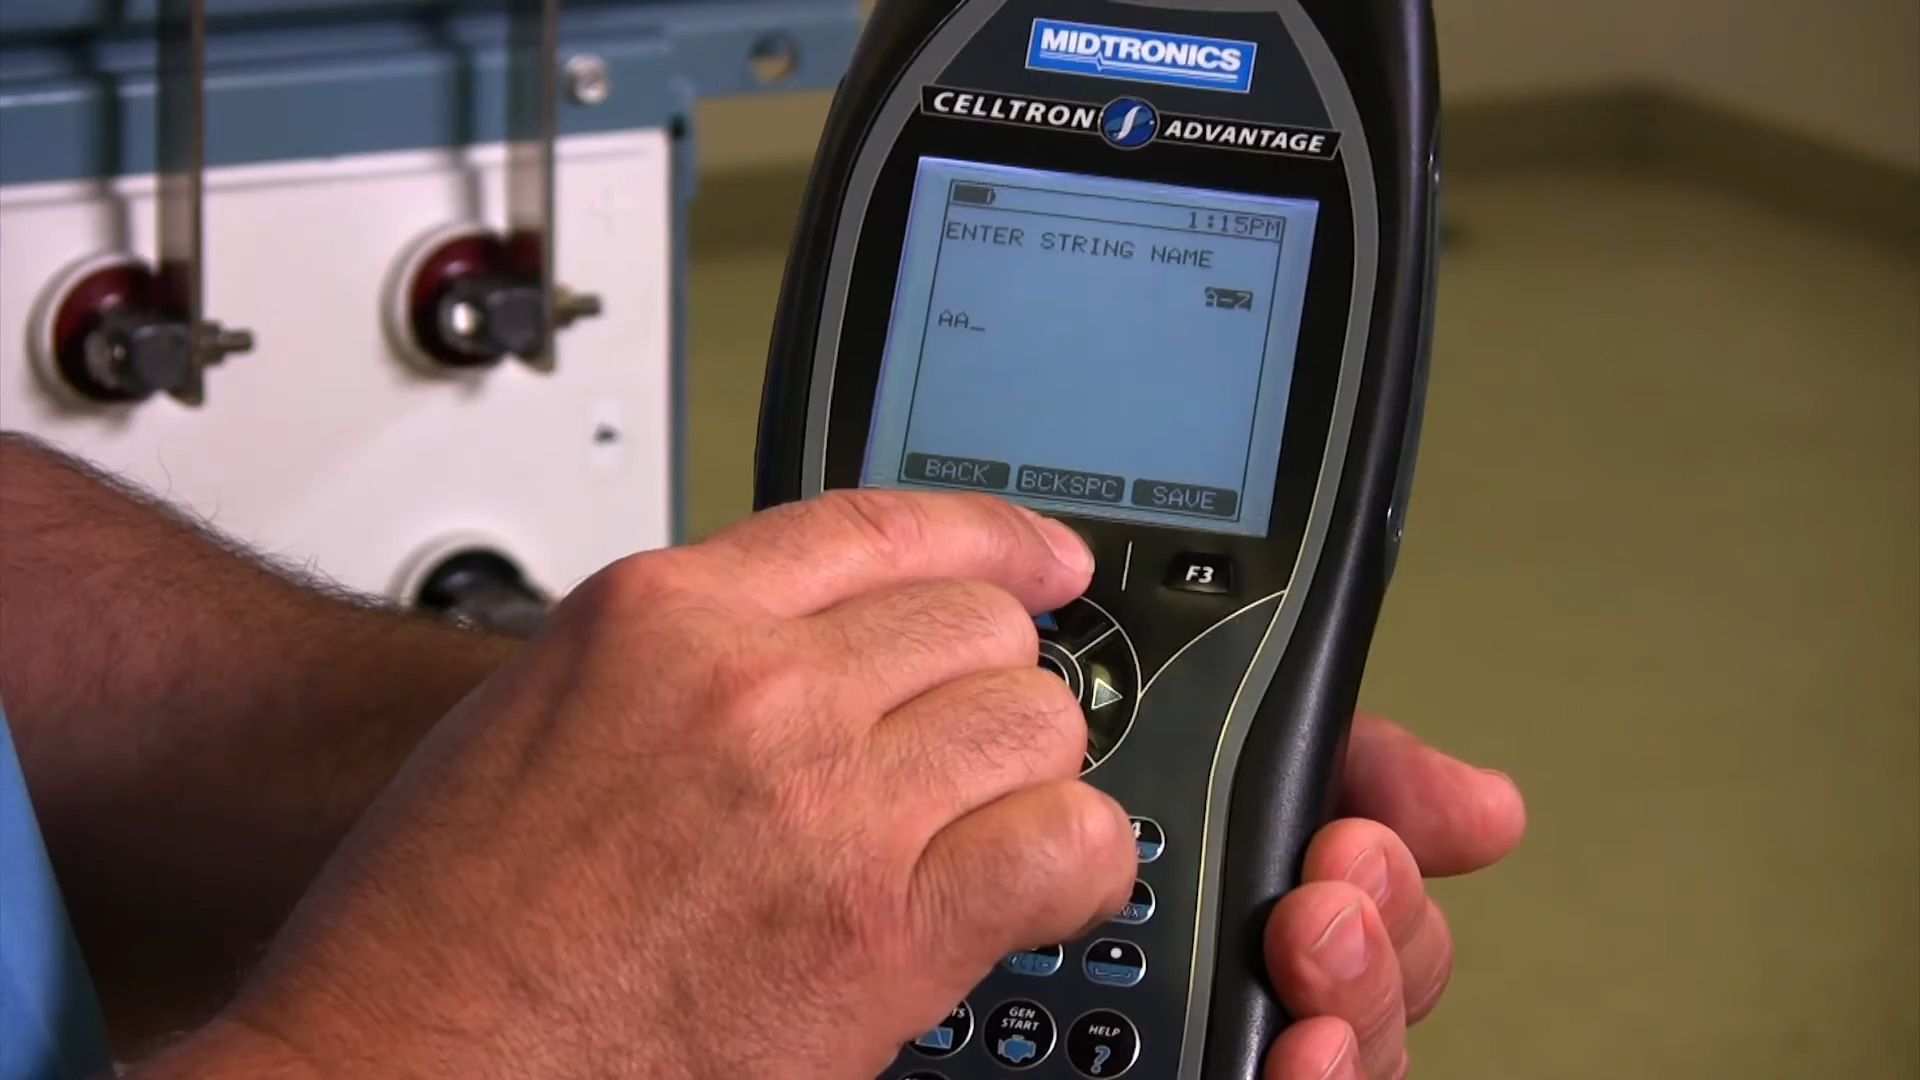 MIDTRONICS
CELLTRON ADVANTAGE
1:15PM
ENTER STRING NAME
A-Z
AA_
BACK BCKSPC SAVE
F3
GEN START
HELP
?